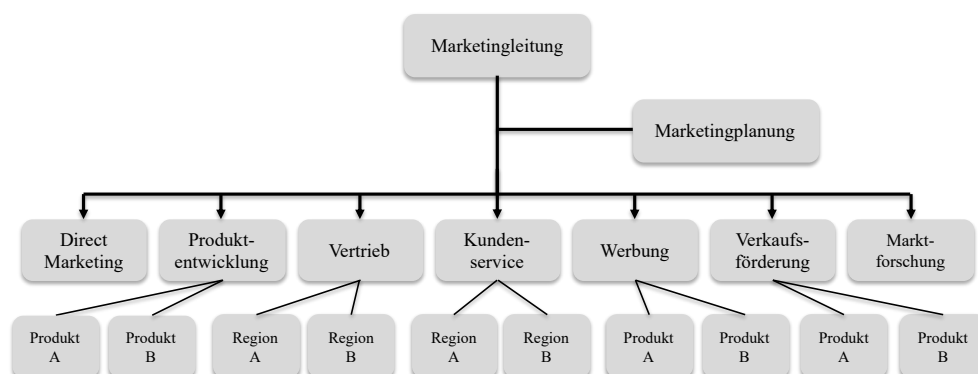 Marketingleitung
Marketingplanung
Direct
Marketing
Produkt-
entwicklung
Vertrieb
Kunden-
service
Werbung
Verkaufs-
förderung
Markt-
forschung
Produkt
A
Produkt
B
Region
A
Region
B
Region
A
Region
B
Produkt
A
Produkt
B
Produkt
A
Produkt
B